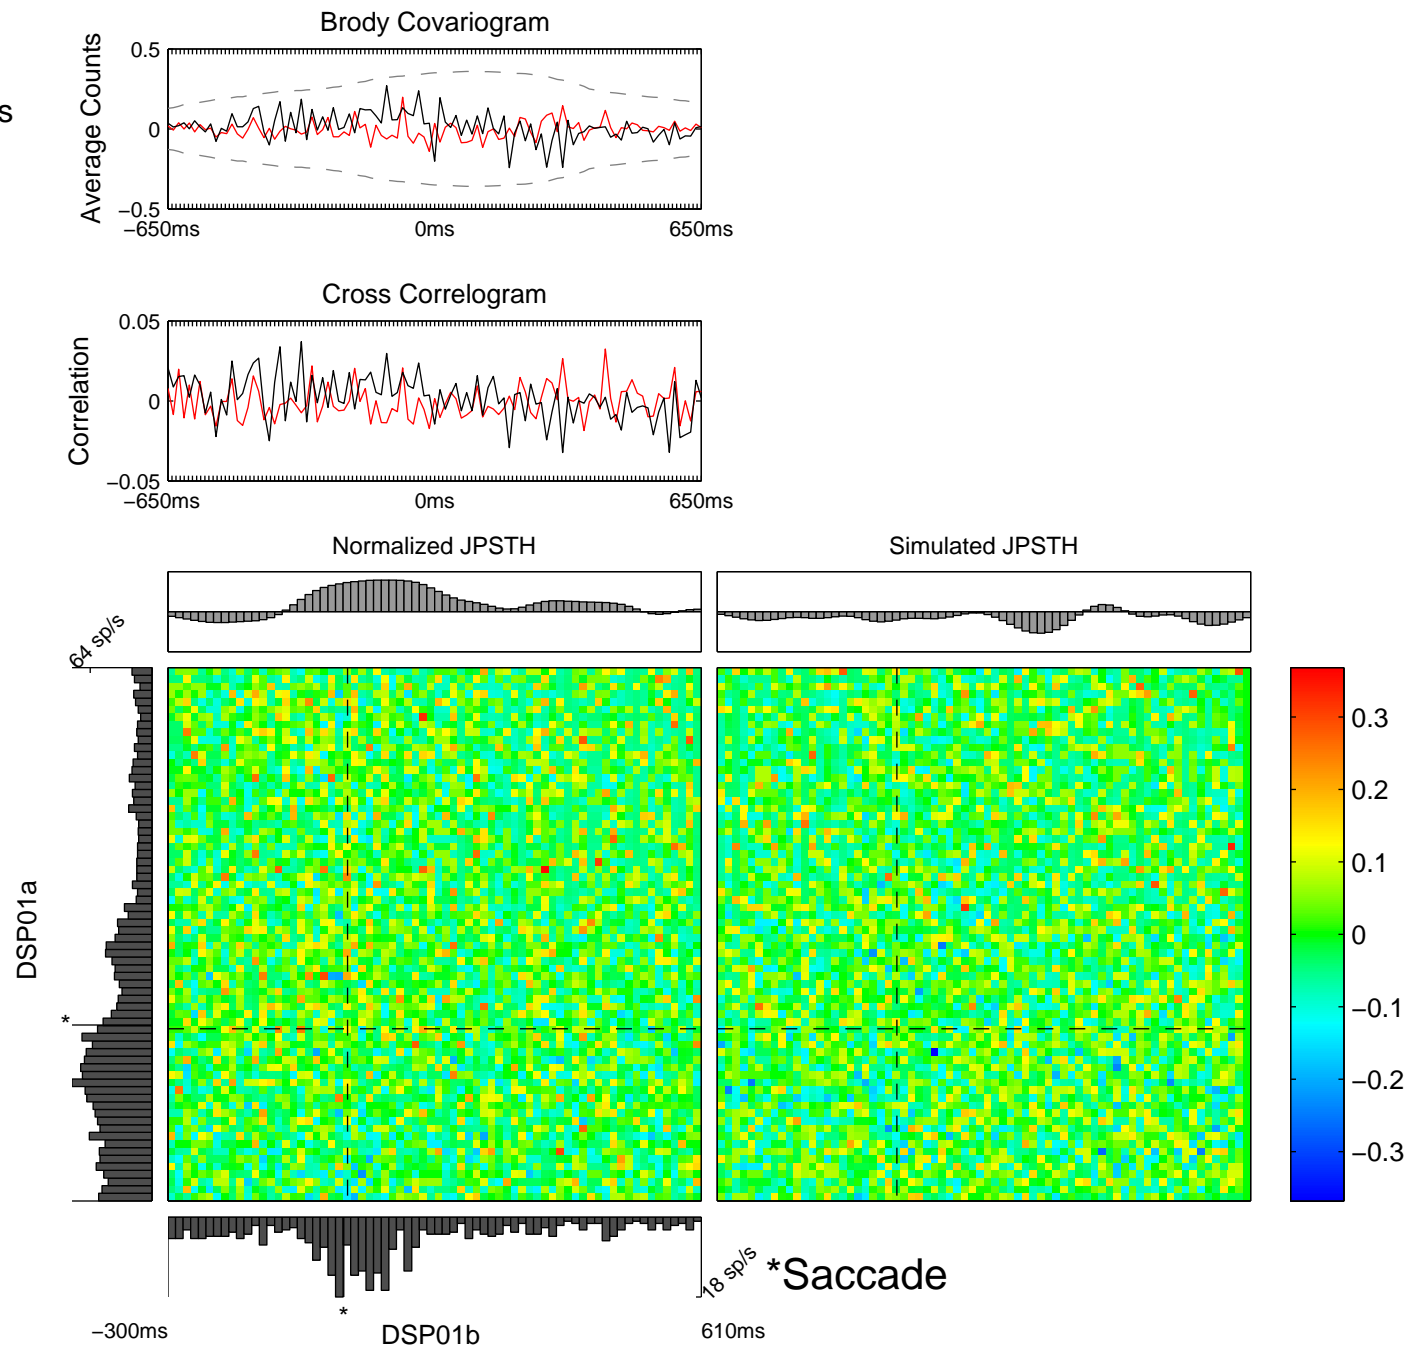 Brody Covariogram
s
Average Counts
0.5
0
−0.5
−650ms
0ms
650ms
Cross Correlogram
Correlation
0.05
0
−0.05
−650ms
0ms
650ms
Normalized JPSTH
Simulated JPSTH
64 sp/s
DSP01a
*
0.3
0.2
0.1
0
−0.1
−0.2
−0.3
18 sp/s
*Saccade
*
−300ms
DSP01b
610ms